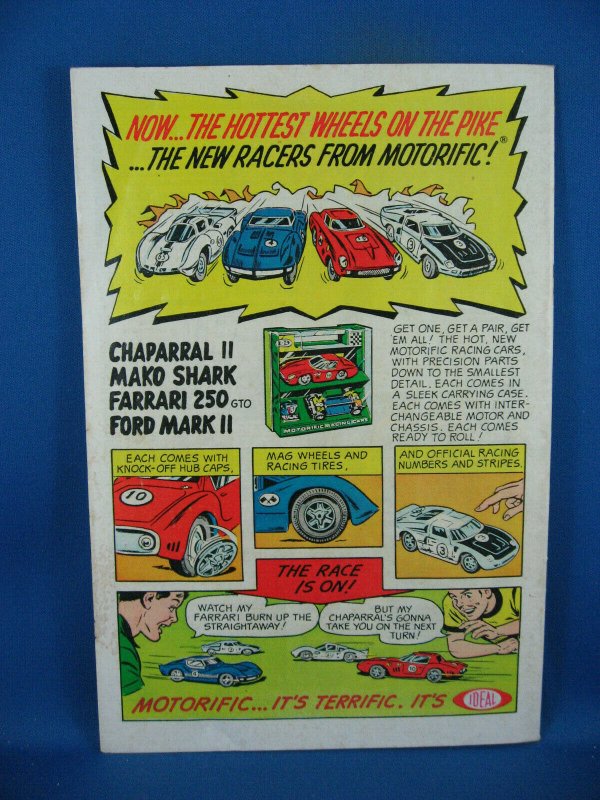 NOW...THE HOTTEST WHEELS ON THE PIKE
...THE NEW RACERS FROM MOTORIFIC!®
CHAPARRAL II
MAKO SHARK
FARRARI 250 GTO
FORD MARK II
MOTORIFIC RACING CARS
GET ONE, GET A PAIR, GET
'EM ALL! THE HOT, NEW
MOTORIFIC RACING CARS,
WITH PRECISION PARTS
DOWN TO THE SMALLEST
DETAIL. EACH COMES IN
A SLEEK CARRYING CASE.
EACH COMES WITH INTER-
CHANGEABLE MOTOR AND
CHASSIS. EACH COMES
READY TO ROLL!
EACH COMES WITH
KNOCK-OFF HUB CAPS,
10
MAG WHEELS AND
RACING TIRES,
AND OFFICIAL RACING
NUMBERS AND STRIPES.
3
THE RACE
IS ON!
WATCH MY
FARRARI BURN UP THE
STRAIGHTAWAY!
BUT MY
CHAPARRAL'S GONNA
TAKE YOU ON THE NEXT
TURN!
MOTORIFIC... IT'S TERRIFIC. IT'S IDEAL